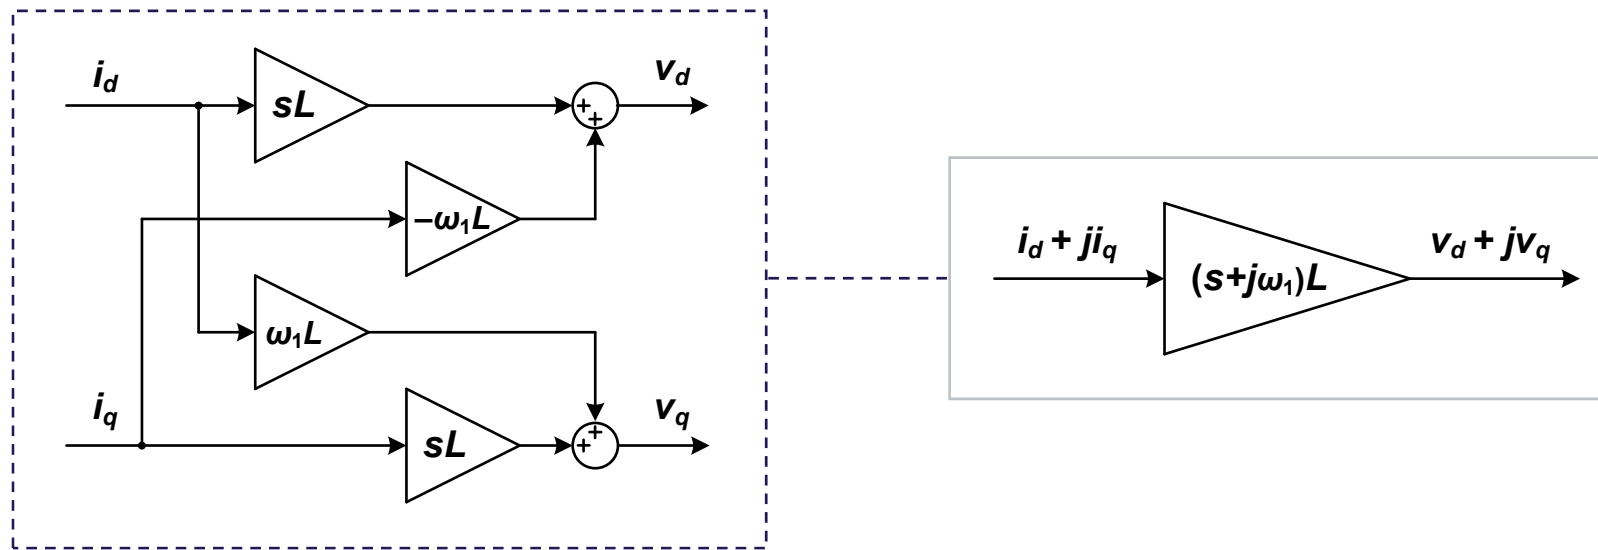 i_d
v_d
sL
+
+
–ω₁L
ω₁L
i_q
v_q
sL
+
+
i_d + ji_q
v_d + jv_q
(s+jω₁)L